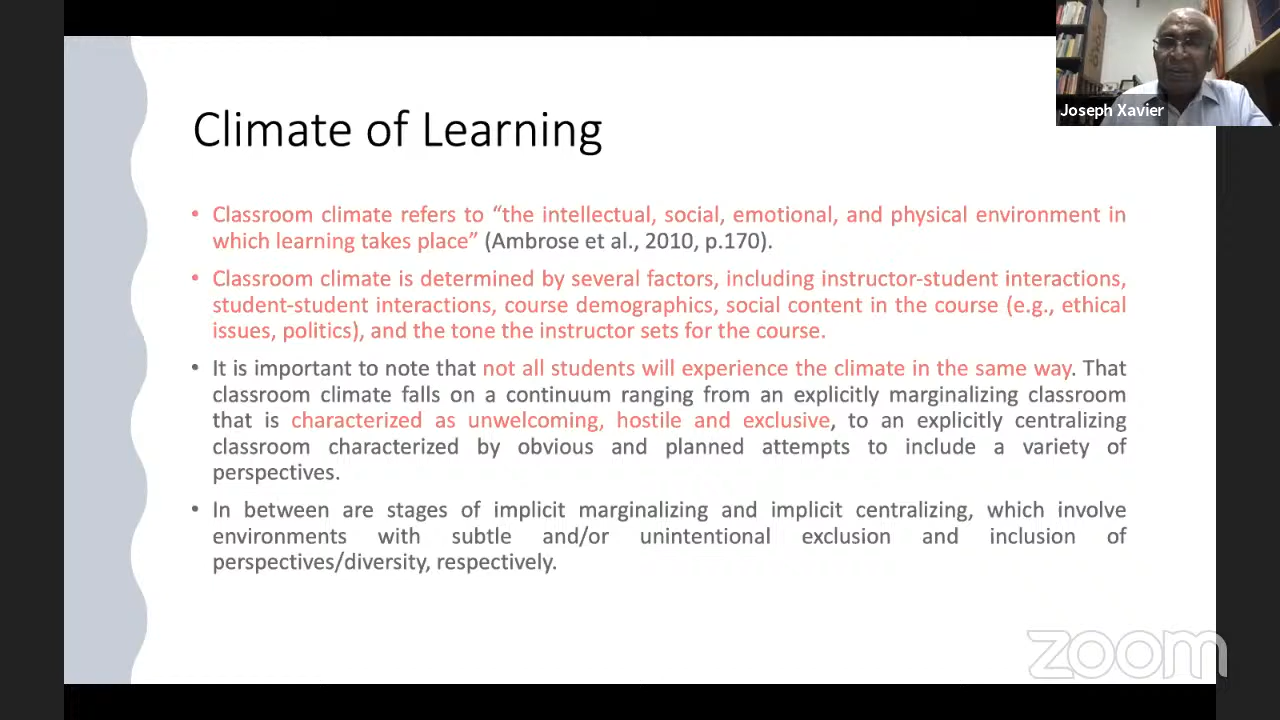 Joseph Xavier
Climate of Learning
• Classroom climate refers to “the intellectual, social, emotional, and physical environment in
which learning takes place” (Ambrose et al., 2010, p.170).
• Classroom climate is determined by several factors, including instructor-student interactions,
student-student interactions, course demographics, social content in the course (e.g., ethical
issues, politics), and the tone the instructor sets for the course.
• It is important to note that not all students will experience the climate in the same way. That
classroom climate falls on a continuum ranging from an explicitly marginalizing classroom
that is characterized as unwelcoming, hostile and exclusive, to an explicitly centralizing
classroom characterized by obvious and planned attempts to include a variety of
perspectives.
• In between are stages of implicit marginalizing and implicit centralizing, which involve
environments with subtle and/or unintentional exclusion and inclusion of
perspectives/diversity, respectively.
zoom